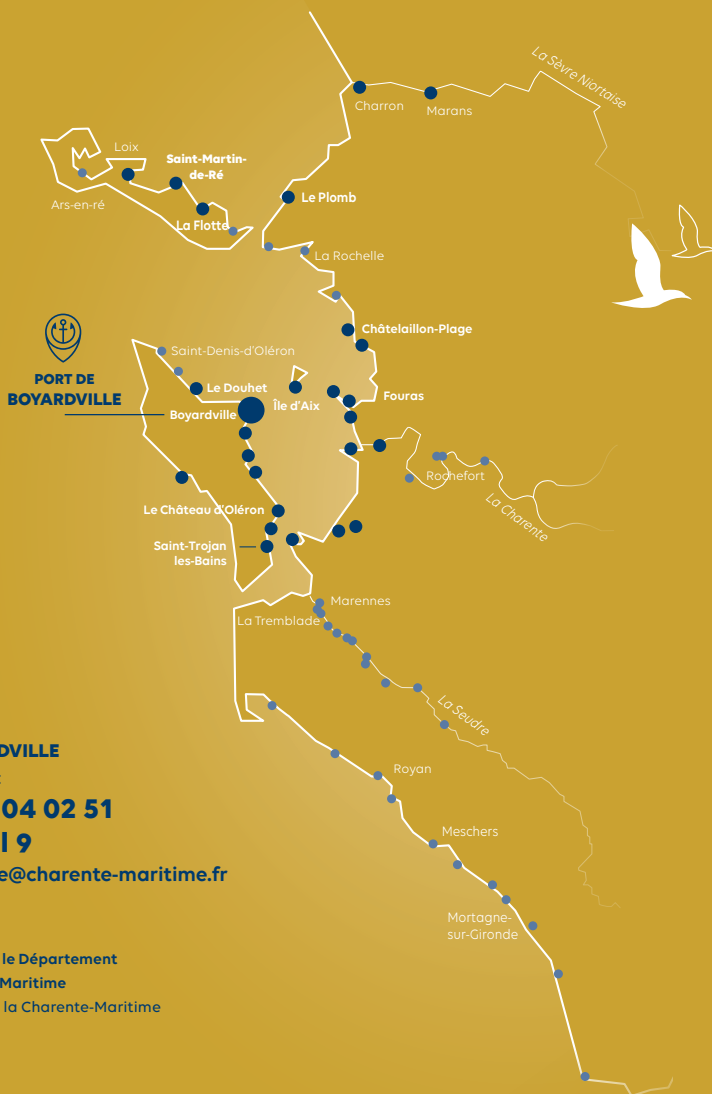 La Sèvre Niortaise
Charron
Marans
Loix
Saint-Martin-
de-Ré
Ars-en-ré
Le Plomb
La Flotte
La Rochelle
Châtelaillon-Plage
Saint-Denis-d'Oléron
PORT DE
BOYARDVILLE
Le Douhet
Île d'Aix
Fouras
Boyardville
Rochefort
La Charente
Le Château d'Oléron
Saint-Trojan
les-Bains
Marennes
La Tremblade
La Seudre
DVILLE
Royan
04 02 51
Meschers
l 9
e@charente-maritime.fr
Mortagne-
sur-Gironde
le Département
Maritime
la Charente-Maritime